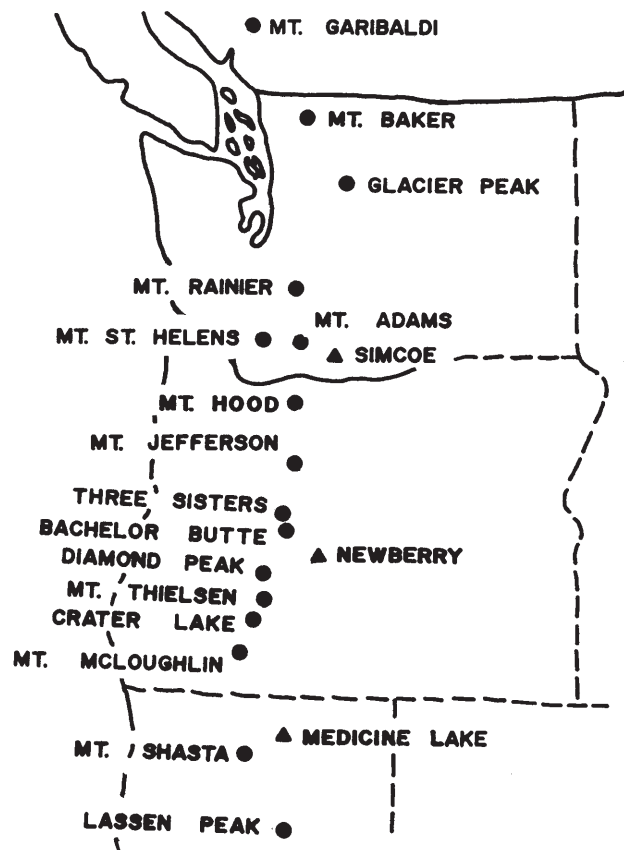 MT. GARIBALDI
MT. BAKER
GLACIER PEAK
MT. RAINIER
MT. ADAMS
MT. ST. HELENS
SIMCOE
MT. HOOD
MT. JEFFERSON
THREE SISTERS
BACHELOR BUTTE
NEWBERRY
DIAMOND PEAK
MT. THIELSEN
CRATER LAKE
MT. MCLOUGHLIN
MEDICINE LAKE
MT. SHASTA
LASSEN PEAK